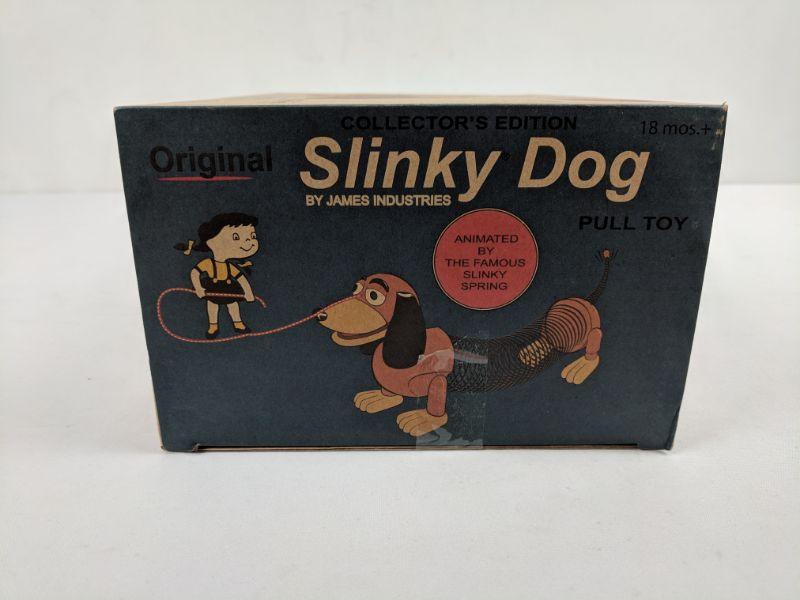 COLLECTOR'S EDITION
18 mos.+
Original
Slinky Dog
BY JAMES INDUSTRIES
PULL TOY
ANIMATED
BY
THE FAMOUS
SLINKY
SPRING